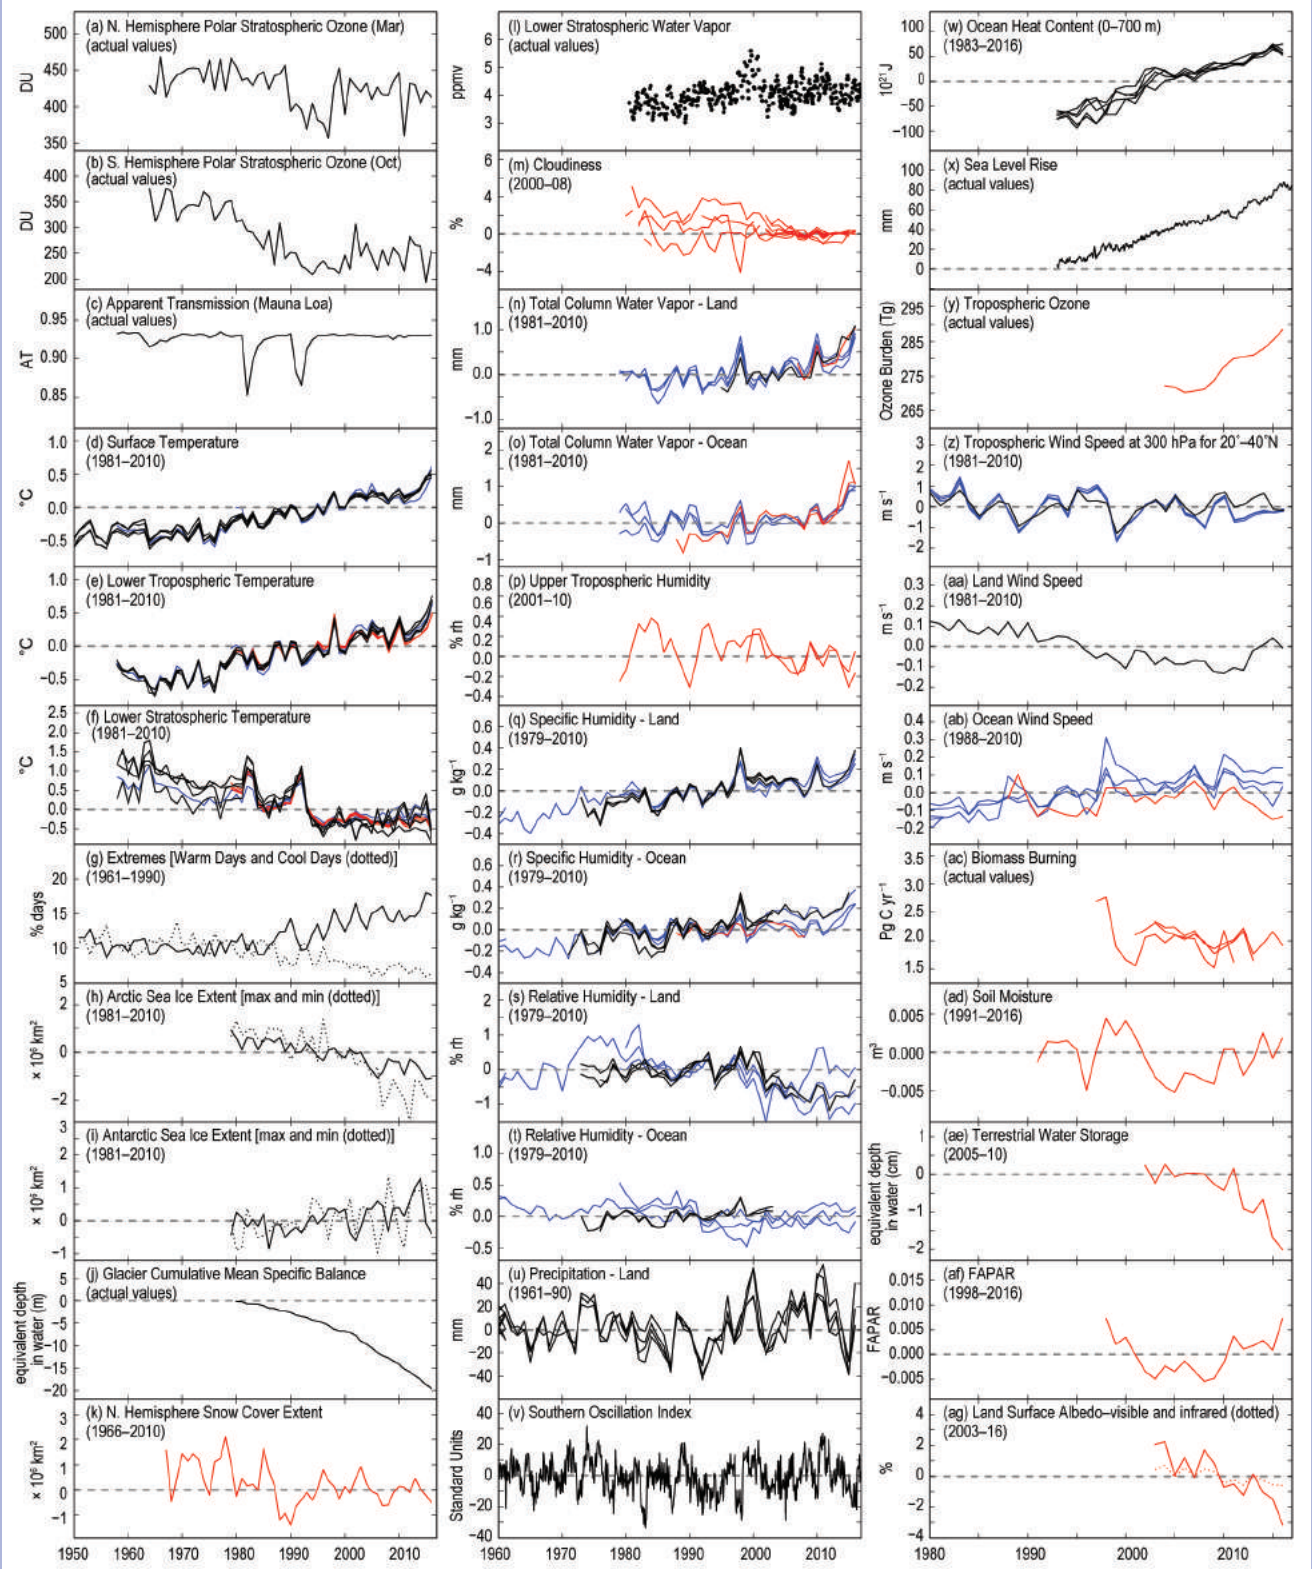 (a) N. Hemisphere Polar Stratospheric Ozone (Mar)
(actual values)
DU
500
450
400
350
(b) S. Hemisphere Polar Stratospheric Ozone (Oct)
(actual values)
DU
400
350
300
250
200
(c) Apparent Transmission (Mauna Loa)
(actual values)
AT
0.95
0.90
0.85
(d) Surface Temperature
(1981–2010)
°C
1.0
0.5
0.0
−0.5
(e) Lower Tropospheric Temperature
(1981–2010)
°C
1.0
0.5
0.0
−0.5
(f) Lower Stratospheric Temperature
(1981–2010)
°C
2.5
2.0
1.5
1.0
0.5
0.0
−0.5
(g) Extremes [Warm Days and Cool Days (dotted)]
(1961–1990)
% days
20
15
10
5
(h) Arctic Sea Ice Extent [max and min (dotted)]
(1981–2010)
× 10⁶ km²
2
0
−2
(i) Antarctic Sea Ice Extent [max and min (dotted)]
(1981–2010)
× 10⁶ km²
3
2
1
0
−1
(j) Glacier Cumulative Mean Specific Balance
(actual values)
equivalent depth
in water (m)
5
0
−5
−10
−15
−20
(k) N. Hemisphere Snow Cover Extent
(1966–2010)
× 10⁶ km²
3
2
1
0
−1
1950 1960 1970 1980 1990 2000 2010
(l) Lower Stratospheric Water Vapor
(actual values)
ppmv
6
5
4
3
(m) Cloudiness
(2000–08)
%
6
4
2
0
−4
(n) Total Column Water Vapor - Land
(1981–2010)
mm
1.0
0.0
−1.0
(o) Total Column Water Vapor - Ocean
(1981–2010)
mm
2
1
0
−1
(p) Upper Tropospheric Humidity
(2001–10)
% rh
0.8
0.6
0.4
0.2
0.0
−0.2
−0.4
(q) Specific Humidity - Land
(1979–2010)
g kg⁻¹
0.6
0.4
0.2
0.0
−0.2
−0.4
(r) Specific Humidity - Ocean
(1979–2010)
g kg⁻¹
0.6
0.4
0.2
0.0
−0.2
−0.4
(s) Relative Humidity - Land
(1979–2010)
% rh
2
1
0
−1
(t) Relative Humidity - Ocean
(1979–2010)
% rh
1.0
0.5
0.0
−0.5
(u) Precipitation - Land
(1961–90)
mm
40
20
0
−20
−40
(v) Southern Oscillation Index
Standard Units
40
20
0
−20
−40
1960 1970 1980 1990 2000 2010
(w) Ocean Heat Content (0–700 m)
(1983–2016)
10²¹ J
100
50
0
−50
−100
(x) Sea Level Rise
(actual values)
mm
100
80
60
40
20
0
(y) Tropospheric Ozone
(actual values)
Ozone Burden (Tg)
295
285
275
265
(z) Tropospheric Wind Speed at 300 hPa for 20˚–40˚N
(1981–2010)
m s⁻¹
3
2
1
0
−1
−2
(aa) Land Wind Speed
(1981–2010)
m s⁻¹
0.3
0.2
0.1
0.0
−0.1
−0.2
(ab) Ocean Wind Speed
(1988–2010)
m s⁻¹
0.4
0.3
0.2
0.1
0.0
−0.1
−0.2
(ac) Biomass Burning
(actual values)
Pg C yr⁻¹
3.5
3.0
2.5
2.0
1.5
(ad) Soil Moisture
(1991–2016)
m³
0.005
0.000
−0.005
(ae) Terrestrial Water Storage
(2005–10)
equivalent depth
in water (cm)
1
0
−1
−2
(af) FAPAR
(1998–2016)
FAPAR
0.015
0.010
0.005
0.000
−0.005
(ag) Land Surface Albedo–visible and infrared (dotted)
(2003–16)
%
4
2
0
−2
−4
1980 1990 2000 2010